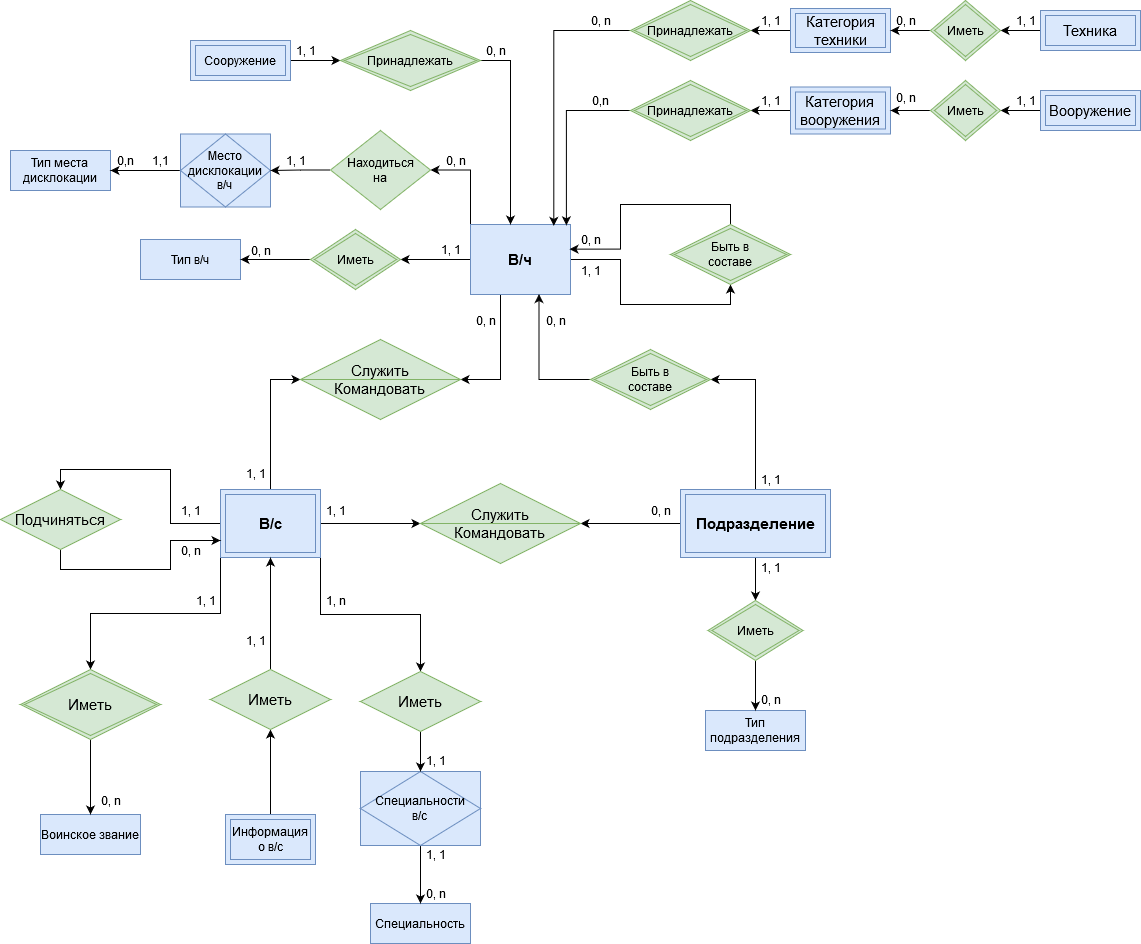 0, n
1, 1
Категория
техники
0, n
1, 1
Принадлежать
Иметь
Техника
Сооружение
1, 1
Принадлежать
0, n
0,n
1, 1
Категория
вооружения
0, n
1, 1
Принадлежать
Иметь
Вооружение
Тип места
дисклокации
0,n
1,1
Место
дисклокации
в/ч
1, 1
Находиться
на
0, n
Тип в/ч
0, n
Иметь
1, 1
В/ч
0, n
1, 1
Быть в
составе
0, n
0, n
Служить
Командовать
Быть в
составе
1, 1
1, 1
Подчиняться
1, 1
0, n
В/с
1, 1
Служить
Командовать
0, n
Подразделение
1, 1
1, 1
1, n
Иметь
0, n
Тип
подразделения
1, 1
Иметь
Иметь
Иметь
1, 1
0, n
Воинское звание
Информация
о в/с
Специальности
в/с
1, 1
0, n
Специальность